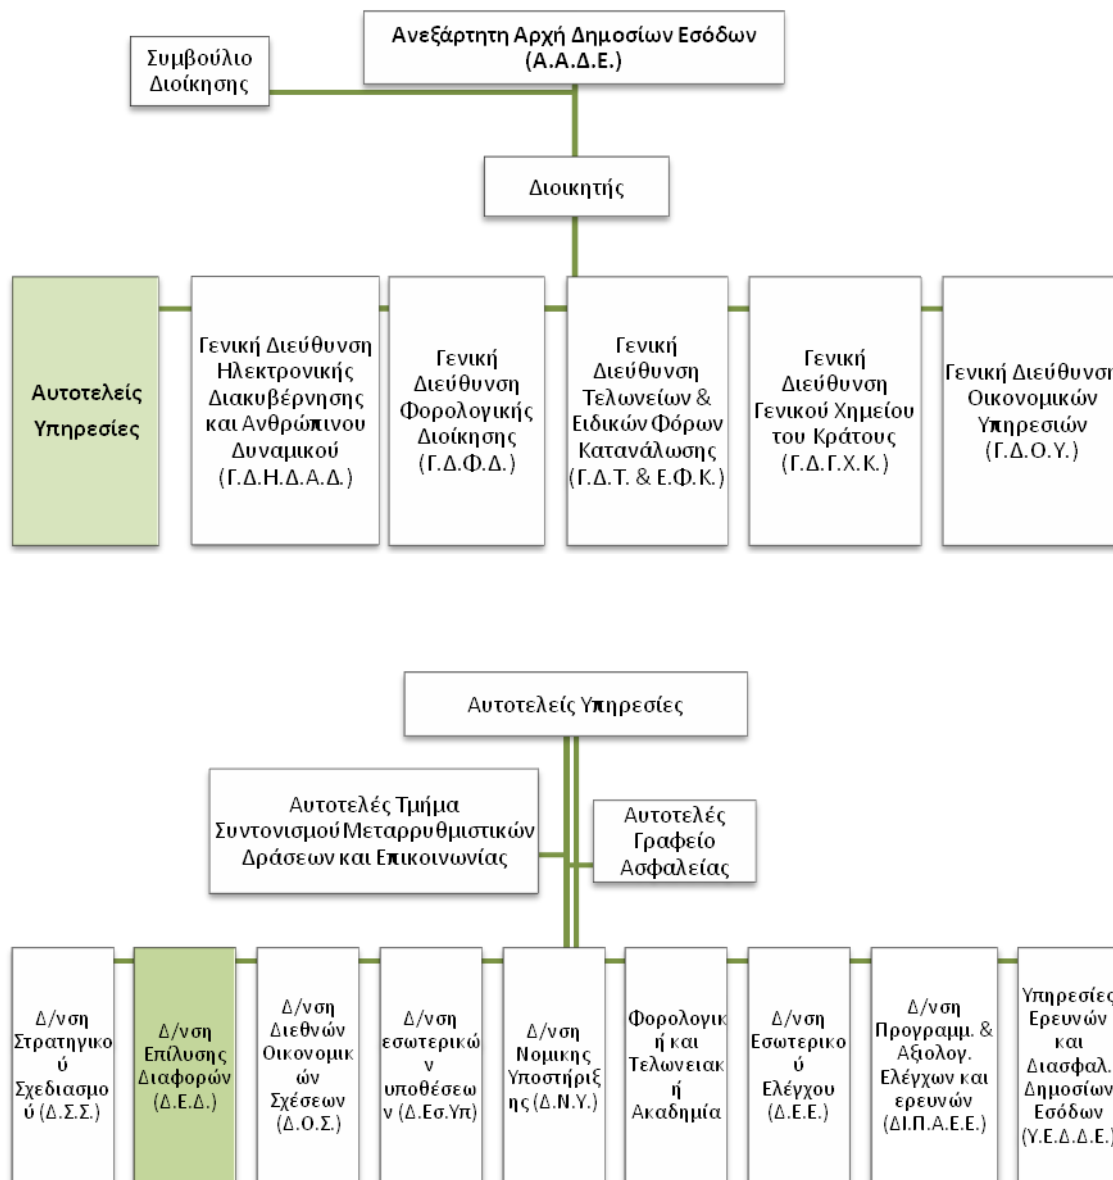 Ανεξάρτητη Αρχή Δημοσίων Εσόδων
(Α.Α.Δ.Ε.)
Συμβούλιο
Διοίκησης
Διοικητής
Αυτοτελείς
Υπηρεσίες
Γενική Διεύθυνση
Ηλεκτρονικής
Διακυβέρνησης
και Ανθρώπινου
Δυναμικού
(Γ.Δ.Η.Δ.Α.Δ.)
Γενική
Διεύθυνση
Φορολογικής
Διοίκησης
(Γ.Δ.Φ.Δ.)
Γενική
Διεύθυνση
Τελωνείων &
Ειδικών Φόρων
Κατανάλωσης
(Γ.Δ.Τ. & Ε.Φ.Κ.)
Γενική
Διεύθυνση
Γενικού Χημείου
του Κράτους
(Γ.Δ.Γ.Χ.Κ.)
Γενική Διεύθυνση
Οικονομικών
Υπηρεσιών
(Γ.Δ.Ο.Υ.)
Αυτοτελείς Υπηρεσίες
Αυτοτελές Τμήμα
Συντονισμού Μεταρρυθμιστικών
Δράσεων και Επικοινωνίας
Αυτοτελές
Γραφείο
Ασφαλείας
Δ/νση
Στρατηγικο
ύ
Σχεδιασμο
ύ (Δ.Σ.Σ.)
Δ/νση
Επίλυσης
Διαφορών
(Δ.Ε.Δ.)
Δ/νση
Διεθνών
Οικονομικ
ών
Σχέσεων
(Δ.Ο.Σ.)
Δ/νση
εσωτερικώ
ν
υποθέσεω
ν (Δ.Εσ.Υπ)
Δ/νση
Νομικης
Υποστήριξ
ης (Δ.Ν.Υ.)
Φορολογικ
ή και
Τελωνειακ
ή
Ακαδημία
Δ/νση
Εσωτερικο
ύ
Ελέγχου
(Δ.Ε.Ε.)
Δ/νση
Προγραμμ. &
Αξιολογ.
Ελέγχων και
ερευνών
(ΔΙ.Π.Α.Ε.Ε.)
Υπηρεσίες
Ερευνών
και
Διασφαλ.
Δημοσίων
Εσόδων
(Υ.Ε.Δ.Δ.Ε.)